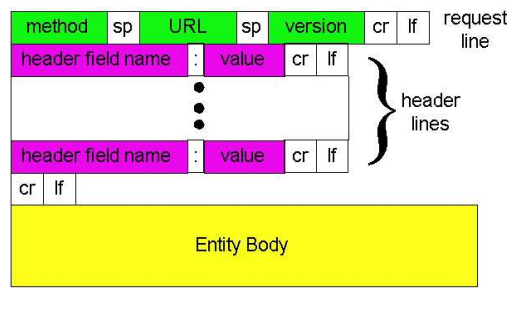 method sp URL sp version cr lf request line
header field name : value cr lf
header lines
header field name : value cr lf
cr lf
Entity Body